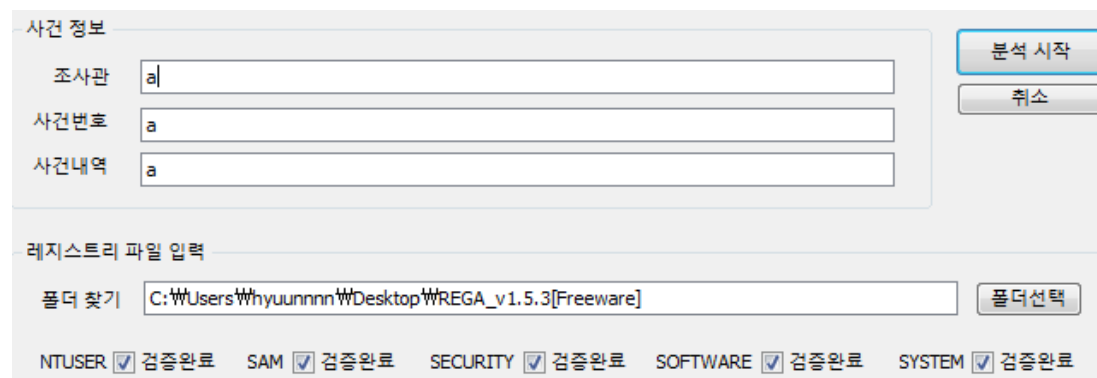 사건 정보
분석 시작
조사관 a
취소
사건번호 a
사건내역 a
레지스트리 파일 입력
폴더 찾기 C:₩Users₩hyuunnnn₩Desktop₩REGA_v1.5.3[Freeware] 폴더선택
NTUSER 검증완료 SAM 검증완료 SECURITY 검증완료 SOFTWARE 검증완료 SYSTEM 검증완료